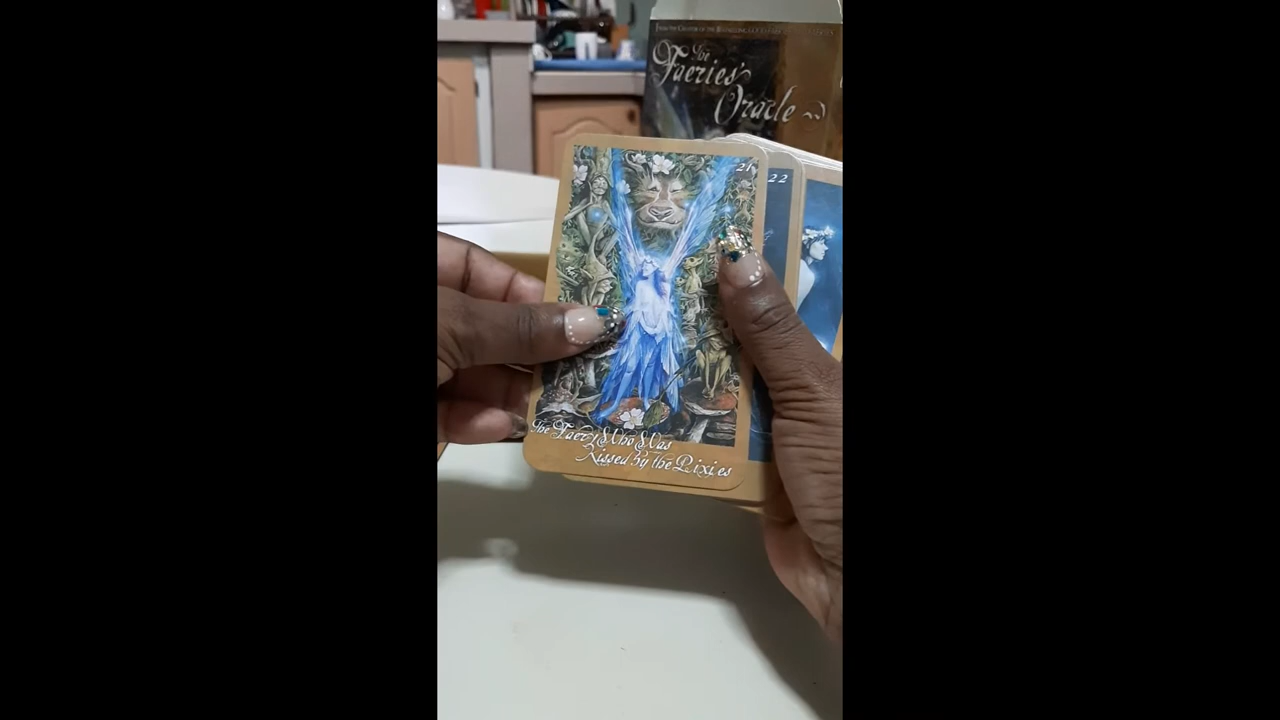 The
Faeries'
Oracle
21
22
The Faery Who Was
Kissed by the Pixies